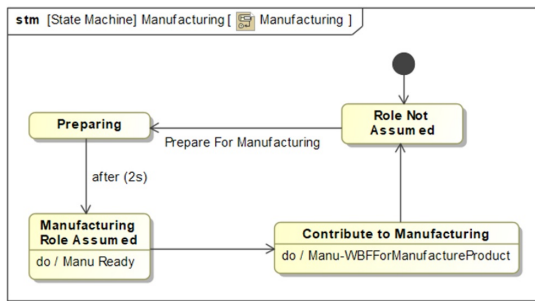 stm [State Machine] Manufacturing [ Manufacturing ]
Role Not
Assumed
Preparing
Prepare For Manufacturing
after (2s)
Manufacturing
Role Assumed
do / Manu Ready
Contribute to Manufacturing
do / Manu-WBFForManufactureProduct